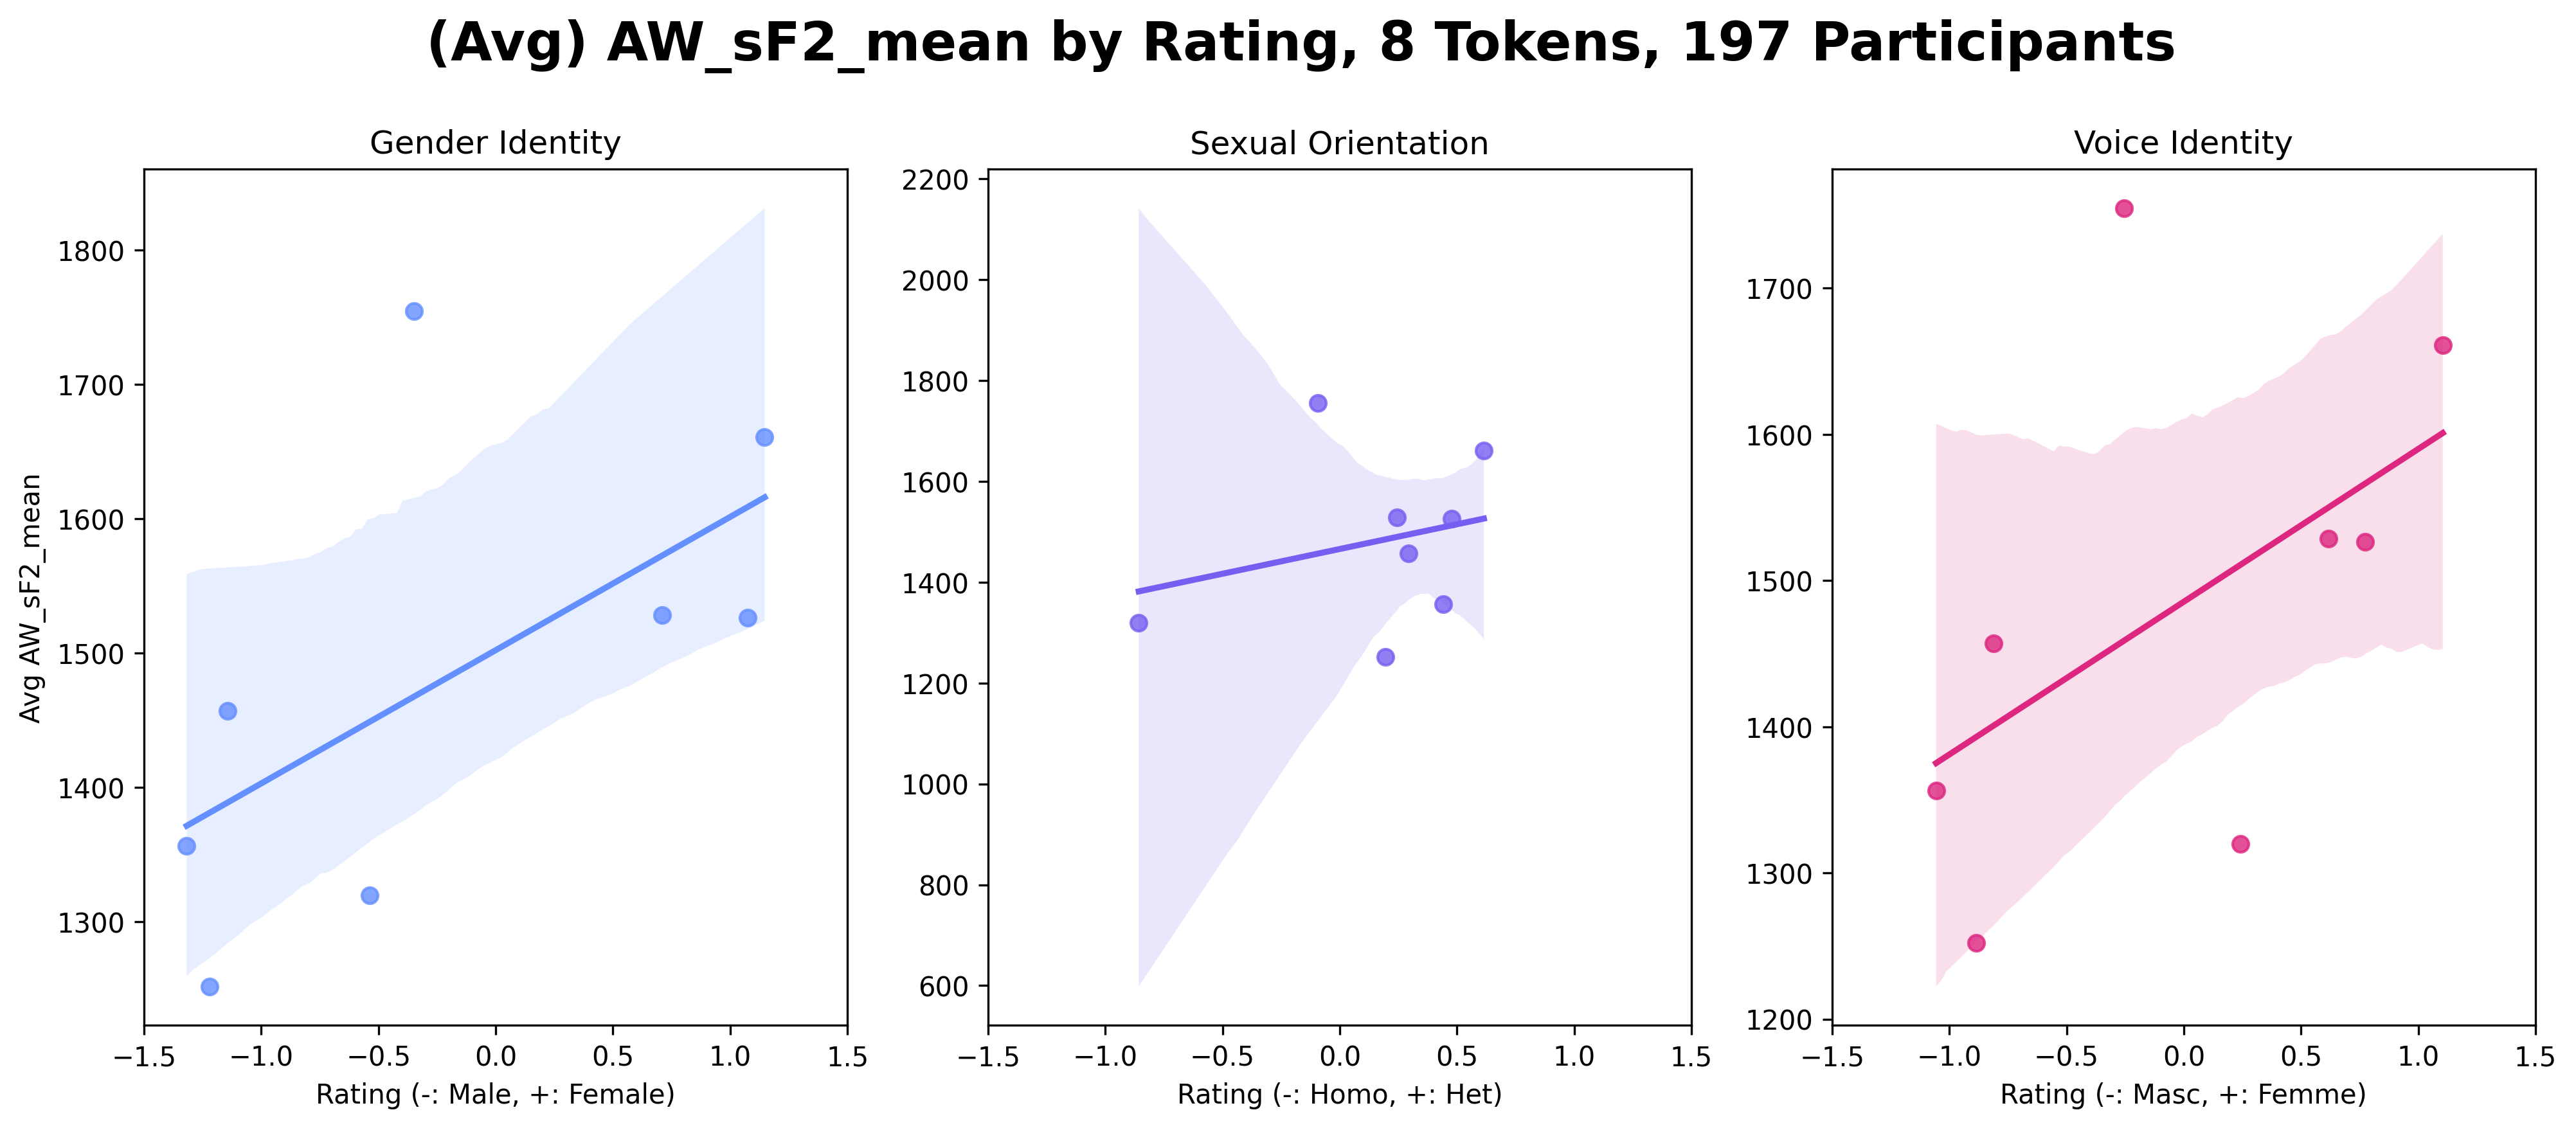 (Avg) AW_sF2_mean by Rating, 8 Tokens, 197 Participants
Gender Identity
Avg AW_sF2_mean
1800
1700
1600
1500
1400
1300
−1.5 −1.0 −0.5 0.0 0.5 1.0 1.5
Rating (-: Male, +: Female)
Sexual Orientation
2200
2000
1800
1600
1400
1200
1000
800
600
−1.5 −1.0 −0.5 0.0 0.5 1.0 1.5
Rating (-: Homo, +: Het)
Voice Identity
1700
1600
1500
1400
1300
1200
−1.5 −1.0 −0.5 0.0 0.5 1.0 1.5
Rating (-: Masc, +: Femme)